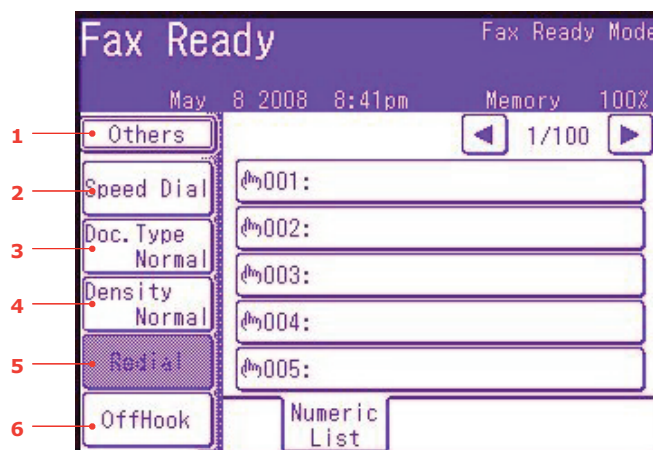 Fax Ready
Fax Ready Mode
May 8 2008 8:41pm Memory 100%
1 Others
1/100
2 Speed Dial
001:
3 Doc.Type
Normal
002:
003:
4 Density
Normal
004:
5 Redial
005:
6 OffHook
Numeric
List